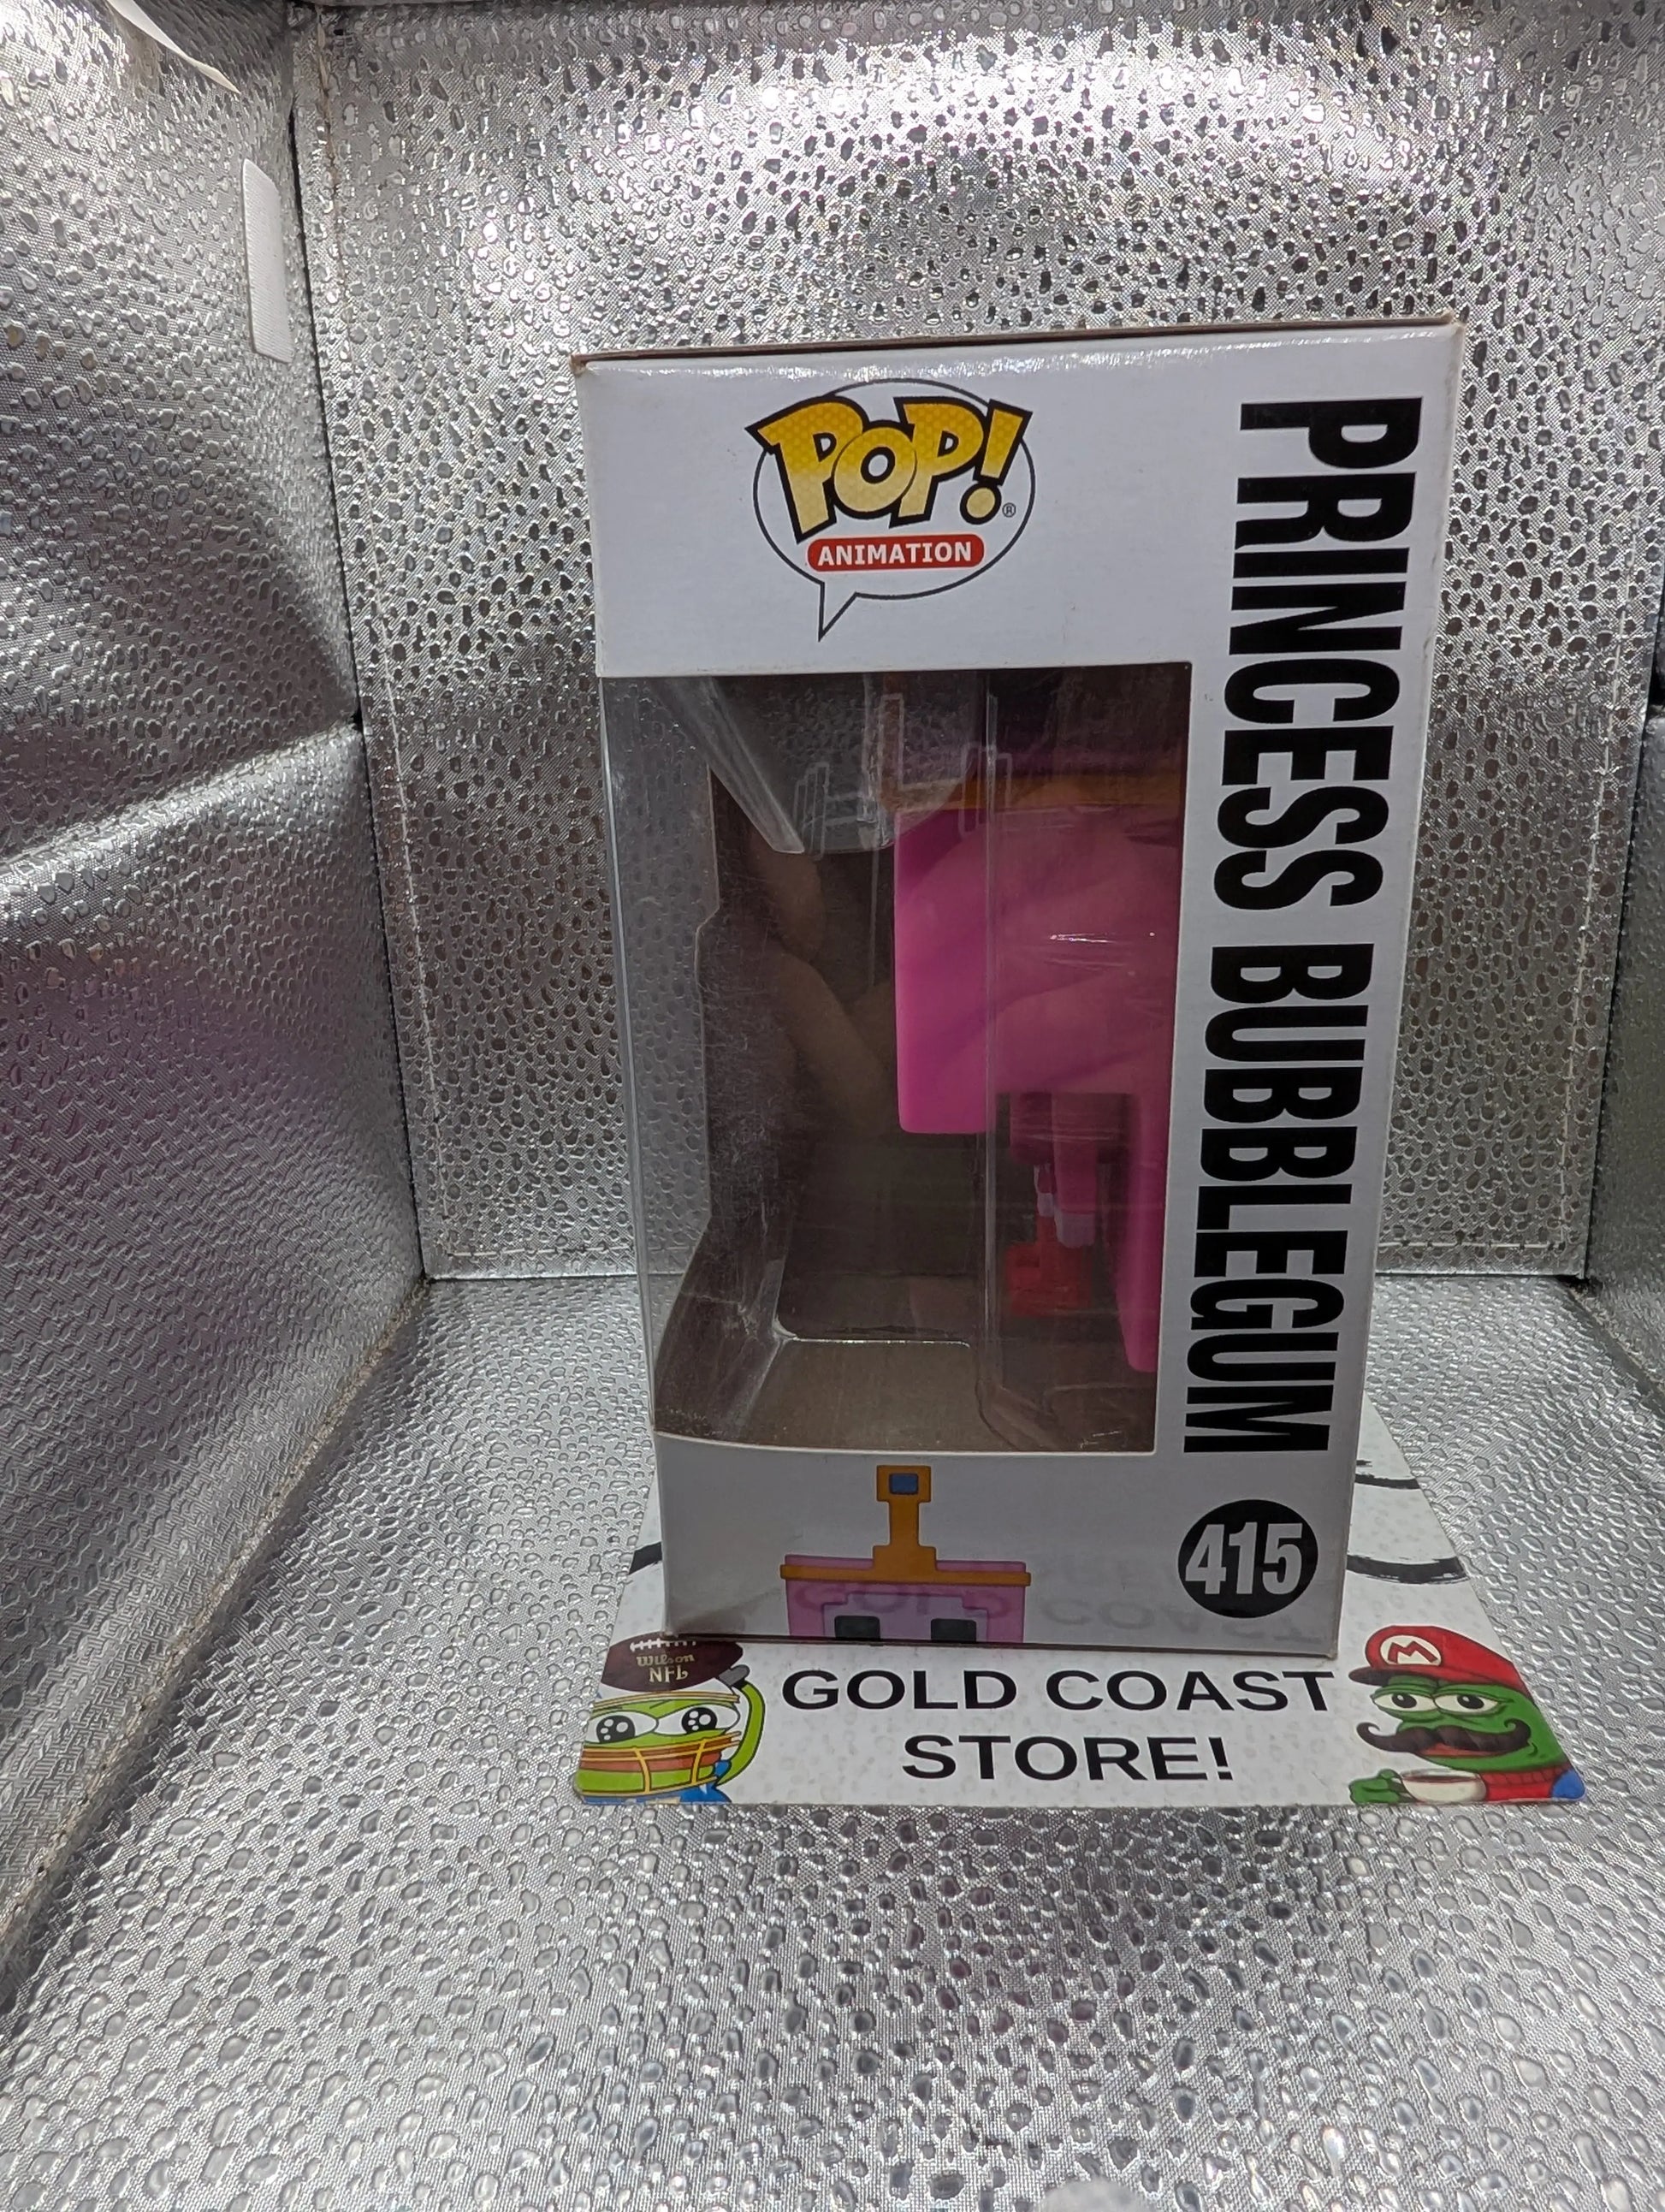 POP!
®
ANIMATION
PRINCESS BUBBLEGUM
415
Wilson
NFL
M
GOLD COAST
STORE!